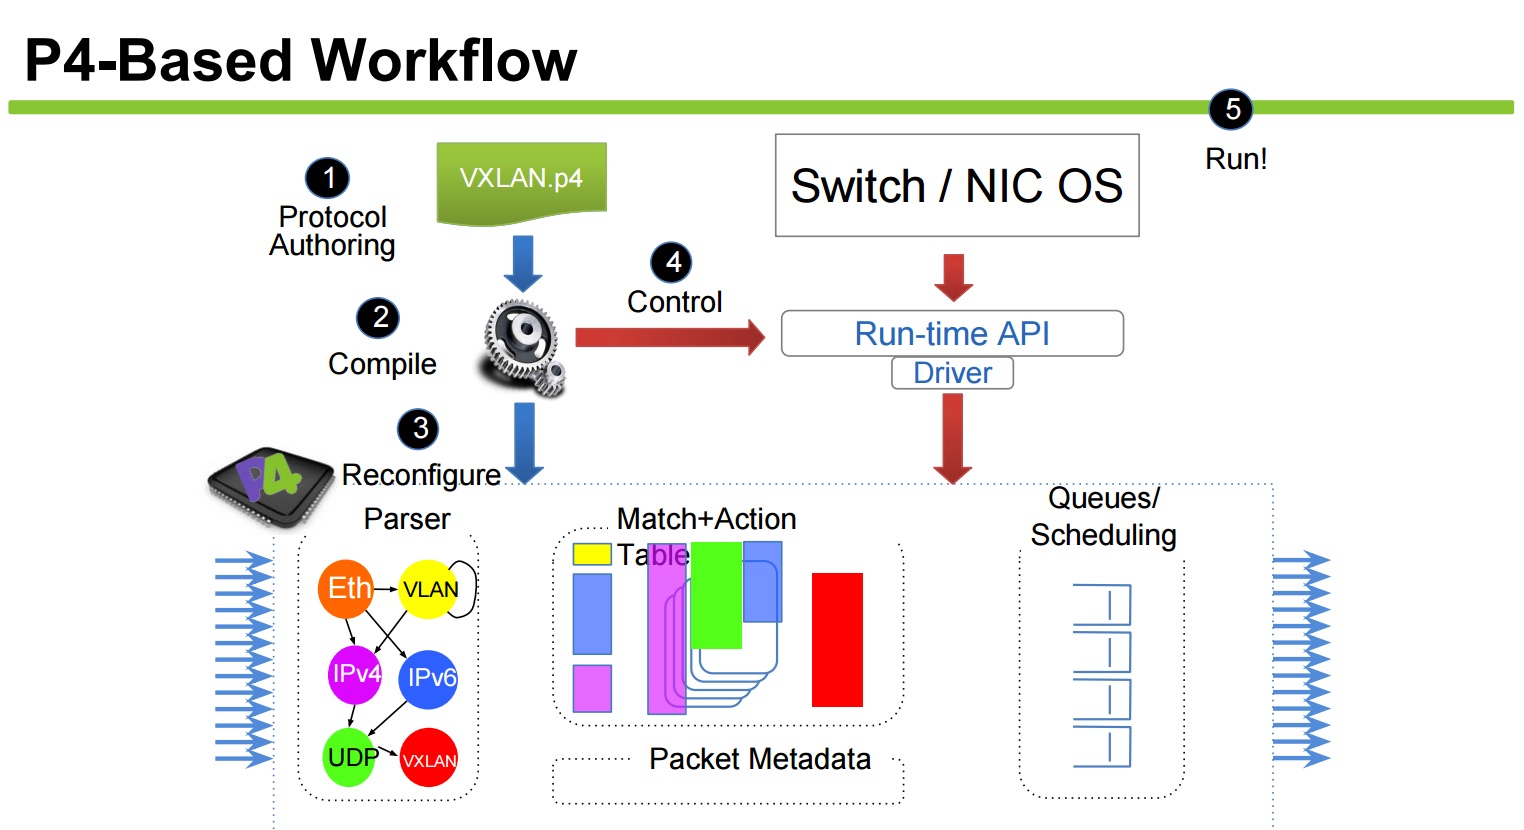 P4-Based Workflow
5
Run!
1
Protocol
Authoring
VXLAN.p4
Switch / NIC OS
4
Control
2
Compile
Run-time API
Driver
3
Reconfigure
P4
Parser
Match+Action
Table
Queues/
Scheduling
Eth
VLAN
IPv4
IPv6
UDP
VXLAN
Packet Metadata